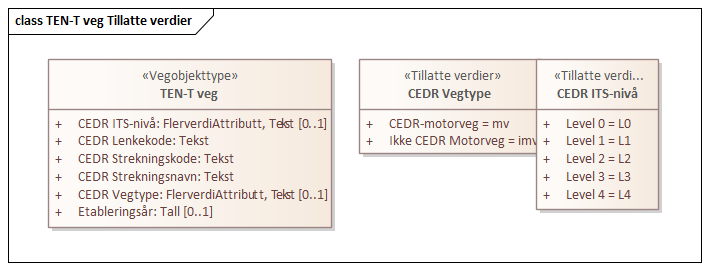 class TEN-T veg Tillatte verdier
«Vegobjekttype»
TEN-T veg
+ CEDR ITS-nivå: FlerverdiAttributt, Tekst [0..1]
+ CEDR Lenkekode: Tekst
+ CEDR Strekningskode: Tekst
+ CEDR Strekningsnavn: Tekst
+ CEDR Vegtype: FlerverdiAttributt, Tekst [0..1]
+ Etableringsår: Tall [0..1]
«Tillatte verdier»
CEDR Vegtype
+ CEDR-motorveg = mv
+ Ikke CEDR Motorveg = imv
«Tillatte verdi...
CEDR ITS-nivå
+ Level 0 = L0
+ Level 1 = L1
+ Level 2 = L2
+ Level 3 = L3
+ Level 4 = L4